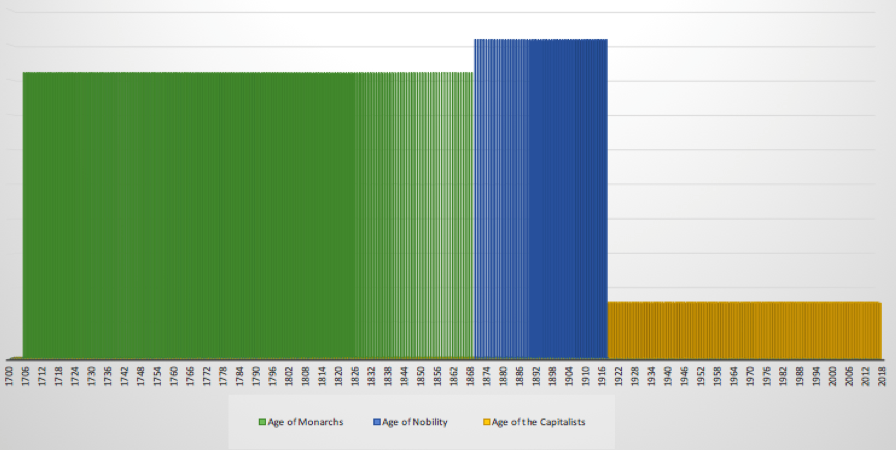 1700 1706 1712 1718 1724 1730 1736 1742 1748 1754 1760 1766 1772 1778 1784 1790 1796 1802 1808 1814 1820 1826 1832 1838 1844 1850 1856 1862 1868 1874 1880 1886 1892 1898 1904 1910 1916 1922 1928 1934 1940 1946 1952 1958 1964 1970 1976 1982 1988 1994 2000 2006 2012 2018
Age of Monarchs Age of Nobility Age of the Capitalists